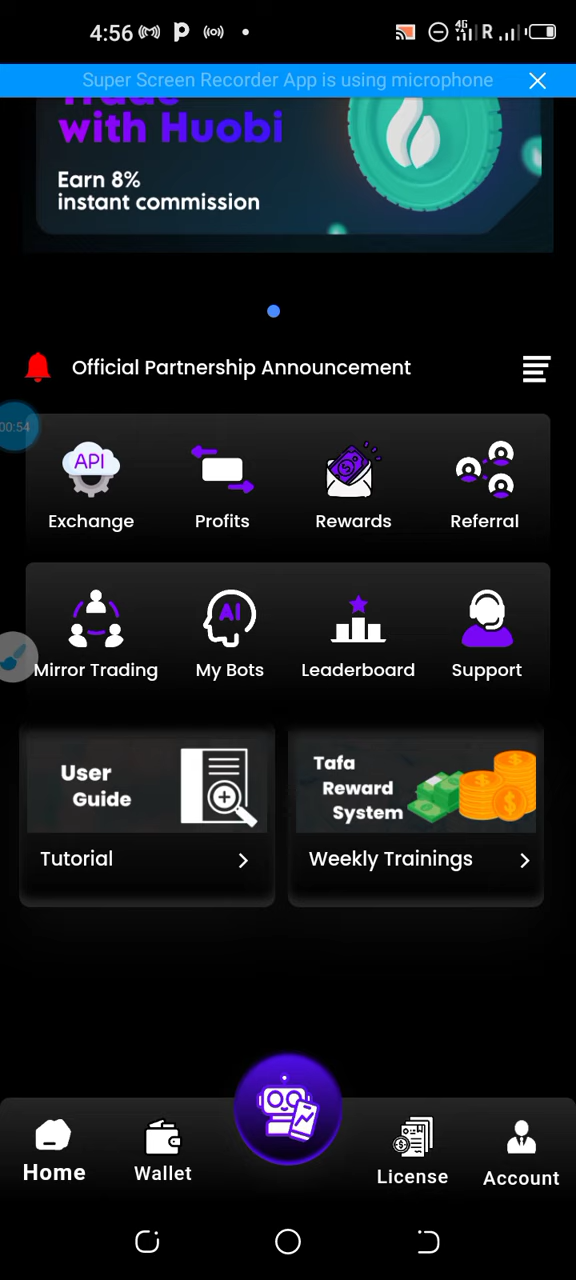 4:56
4G
R
Super Screen Recorder App is using microphone
Trade
with Huobi
Earn 8%
instant commission
Official Partnership Announcement
00:54
API
Exchange
Profits
Rewards
Referral
AI
Mirror Trading
My Bots
Leaderboard
Support
User
Guide
Tafa
Reward
System
Tutorial
Weekly Trainings
Home
Wallet
License
Account